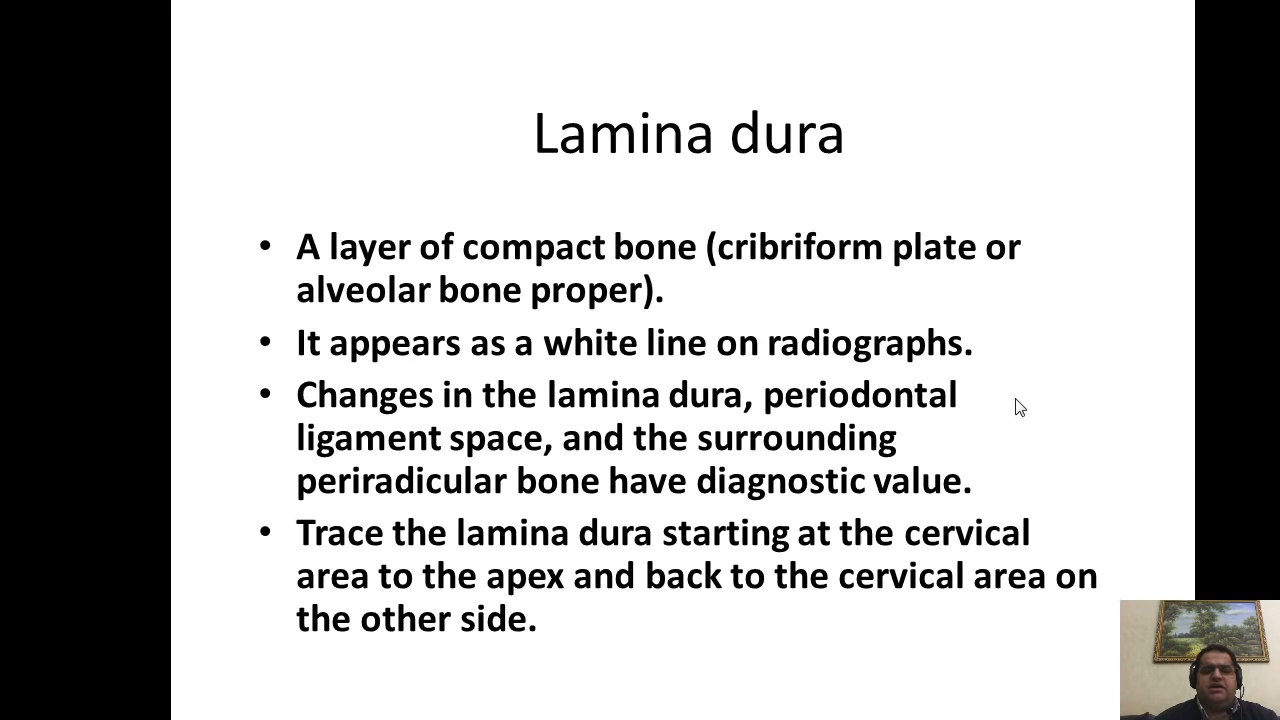 Lamina dura
• A layer of compact bone (cribriform plate or
alveolar bone proper).
• It appears as a white line on radiographs.
• Changes in the lamina dura, periodontal
ligament space, and the surrounding
periradicular bone have diagnostic value.
• Trace the lamina dura starting at the cervical
area to the apex and back to the cervical area on
the other side.